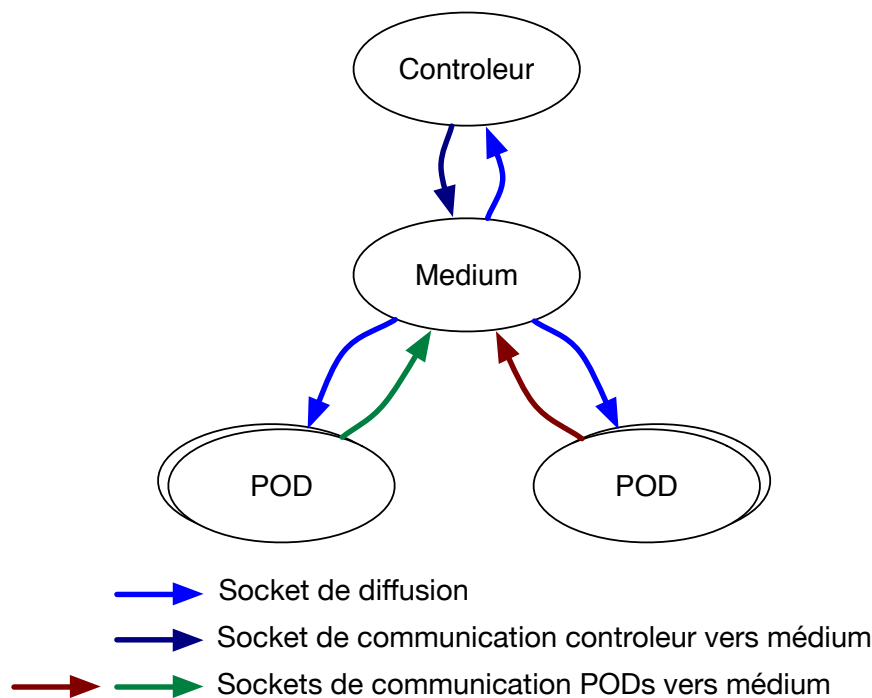 Controleur
Medium
POD
POD
Socket de diffusion
Socket de communication controleur vers médium
Sockets de communication PODs vers médium